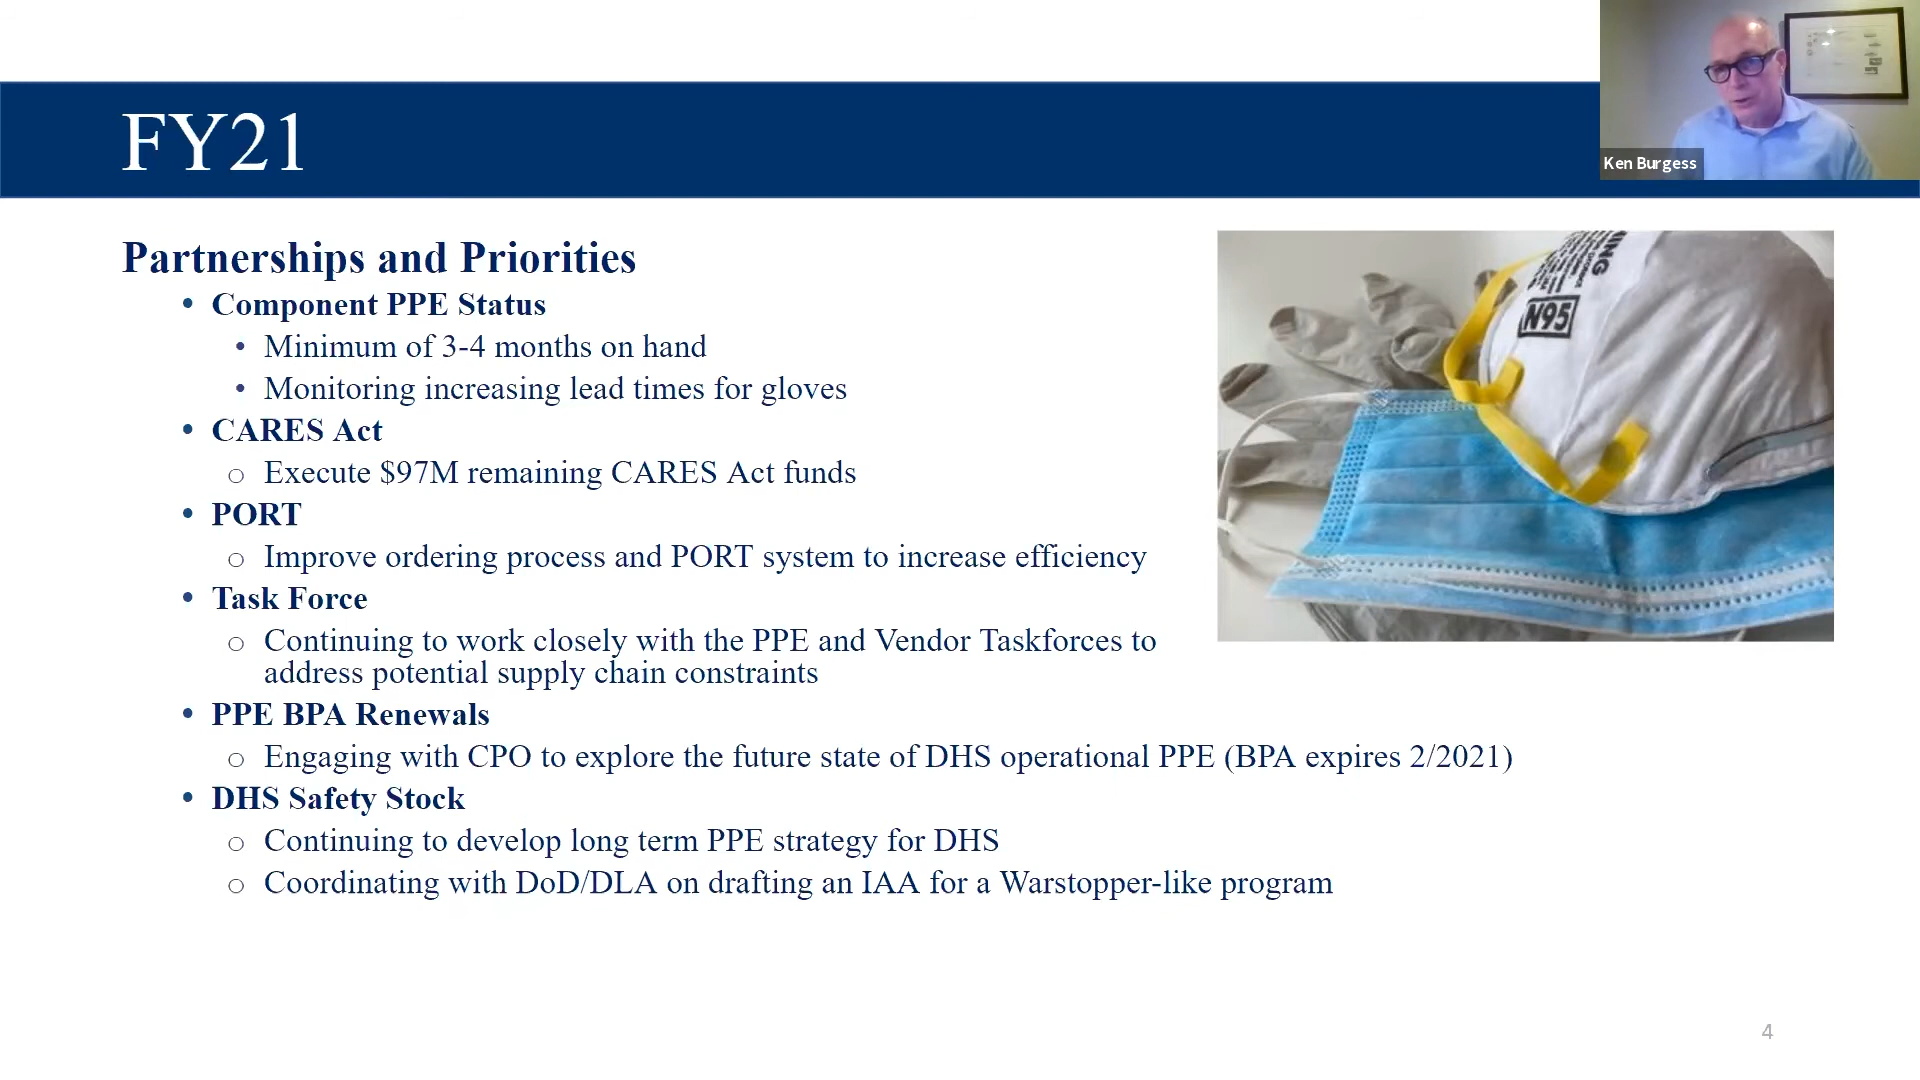 FY21
Ken Burgess
Partnerships and Priorities
• Component PPE Status
• Minimum of 3-4 months on hand
• Monitoring increasing lead times for gloves
• CARES Act
o Execute $97M remaining CARES Act funds
• PORT
o Improve ordering process and PORT system to increase efficiency
• Task Force
o Continuing to work closely with the PPE and Vendor Taskforces to
address potential supply chain constraints
• PPE BPA Renewals
o Engaging with CPO to explore the future state of DHS operational PPE (BPA expires 2/2021)
• DHS Safety Stock
o Continuing to develop long term PPE strategy for DHS
o Coordinating with DoD/DLA on drafting an IAA for a Warstopper-like program
N95
4